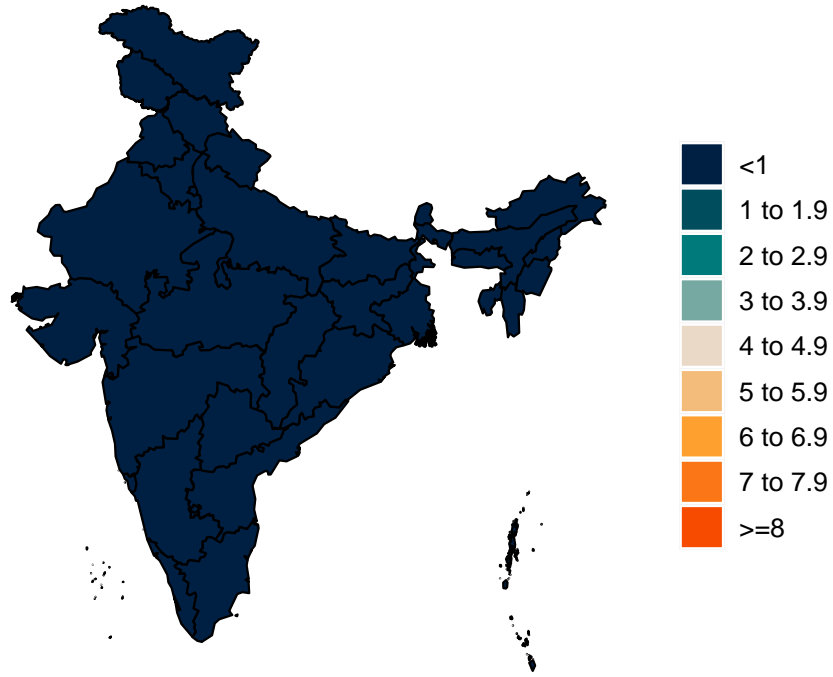 <1
1 to 1.9
2 to 2.9
3 to 3.9
4 to 4.9
5 to 5.9
6 to 6.9
7 to 7.9
>=8